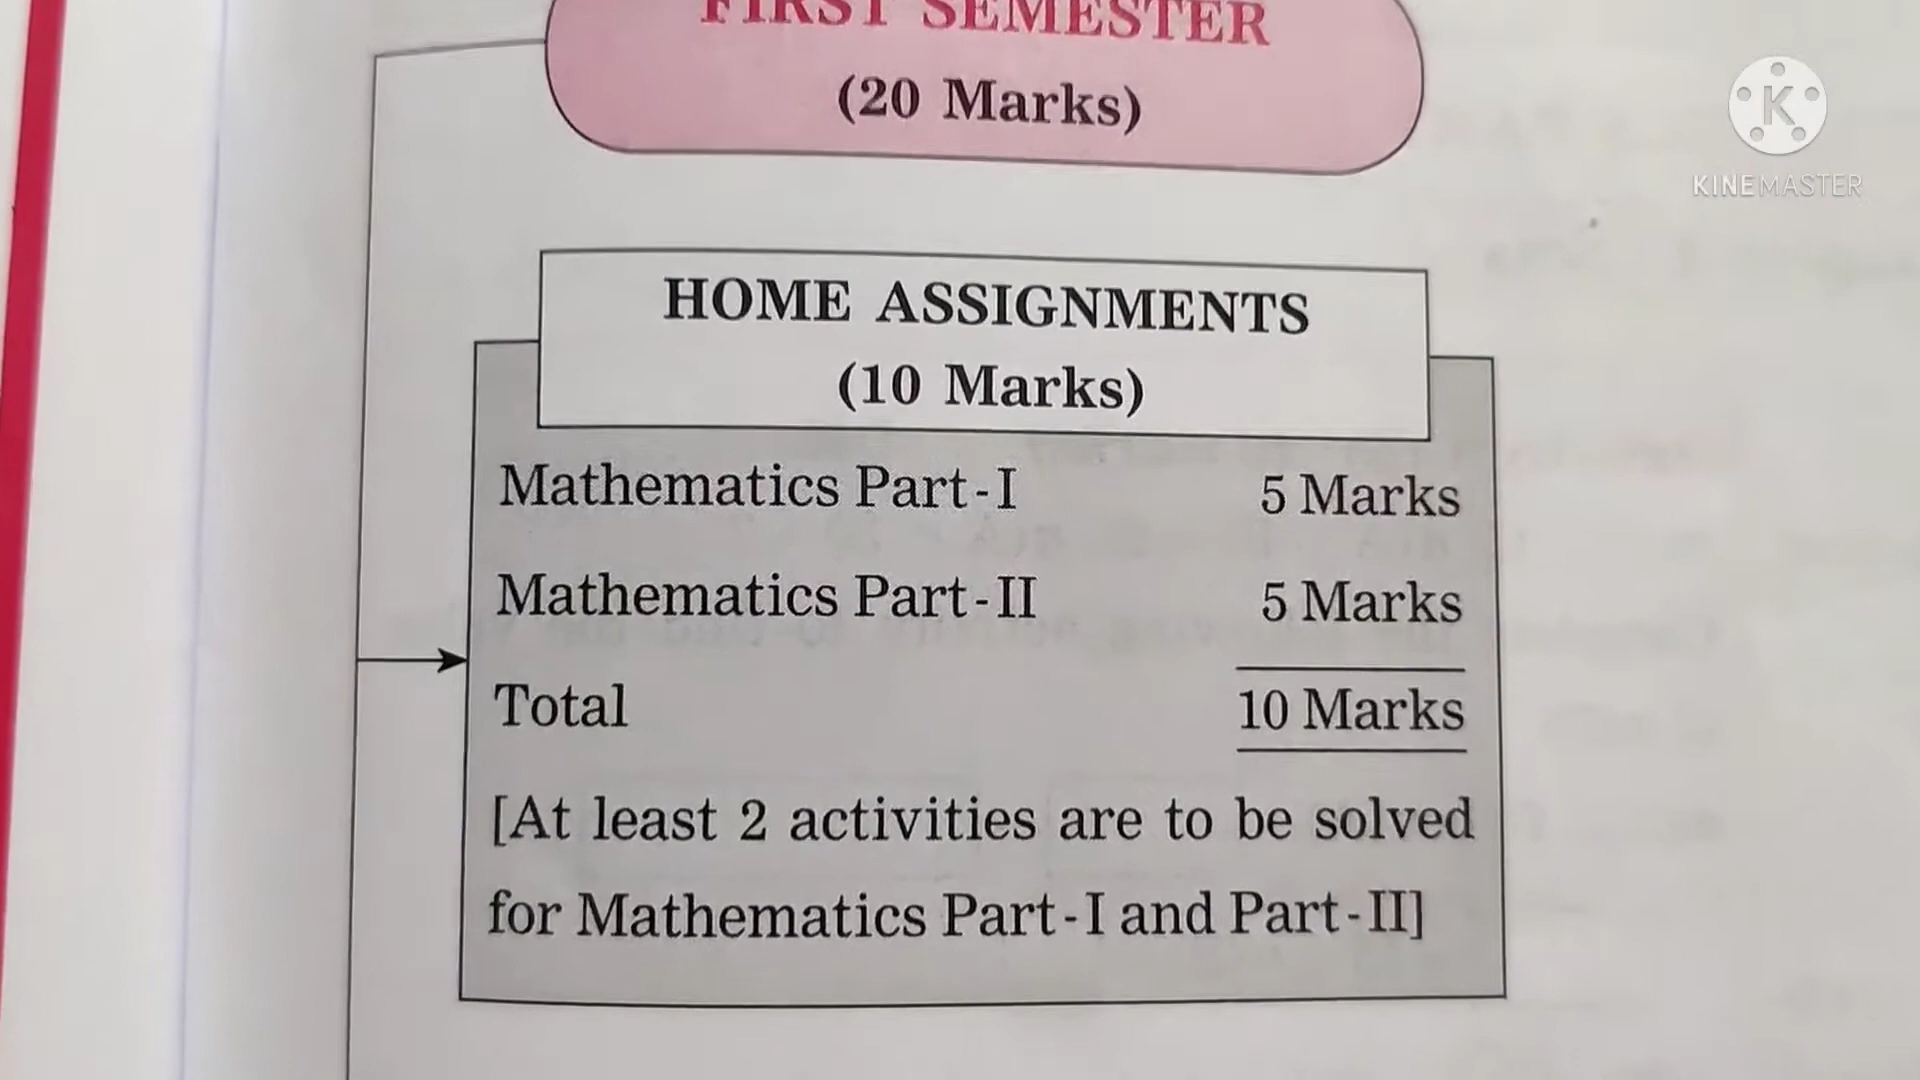 FIRST SEMESTER
(20 Marks)
K
KINEMASTER
HOME ASSIGNMENTS
(10 Marks)
Mathematics Part-I 5 Marks
Mathematics Part-II 5 Marks
Total 10 Marks
[At least 2 activities are to be solved
for Mathematics Part-I and Part-II]